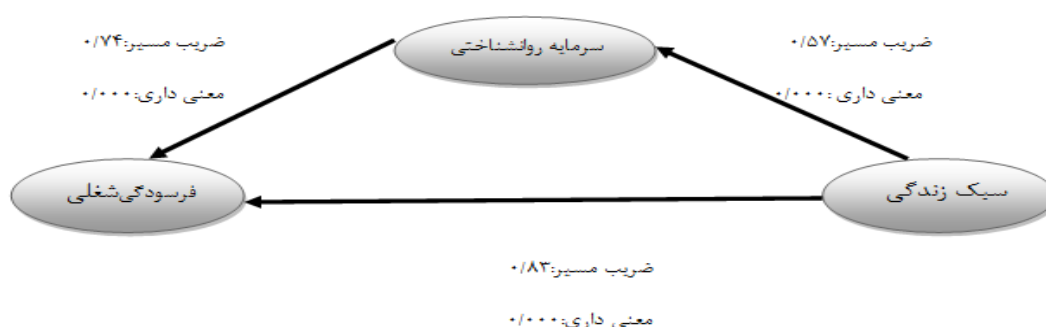 سرمایه روانشناختی
ضریب مسیر:۰/۵۷
معنی داری :۰/۰۰۰
ضریب مسیر:۰/۷۴
معنی داری:۰/۰۰۰
سبک زندگی
فرسودگی‌شغلی
ضریب مسیر:۰/۸۳
معنی داری:۰/۰۰۰